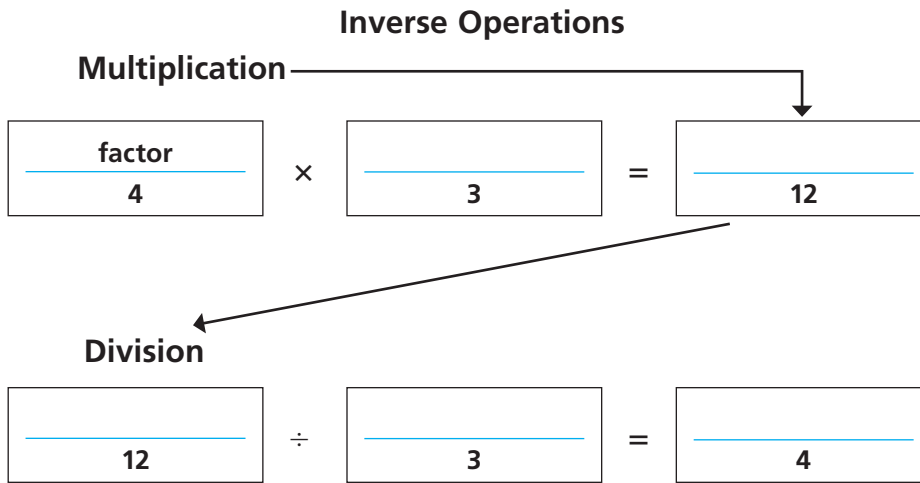 Inverse Operations
Multiplication
factor
4 × 3 = 12
Division
12 ÷ 3 = 4